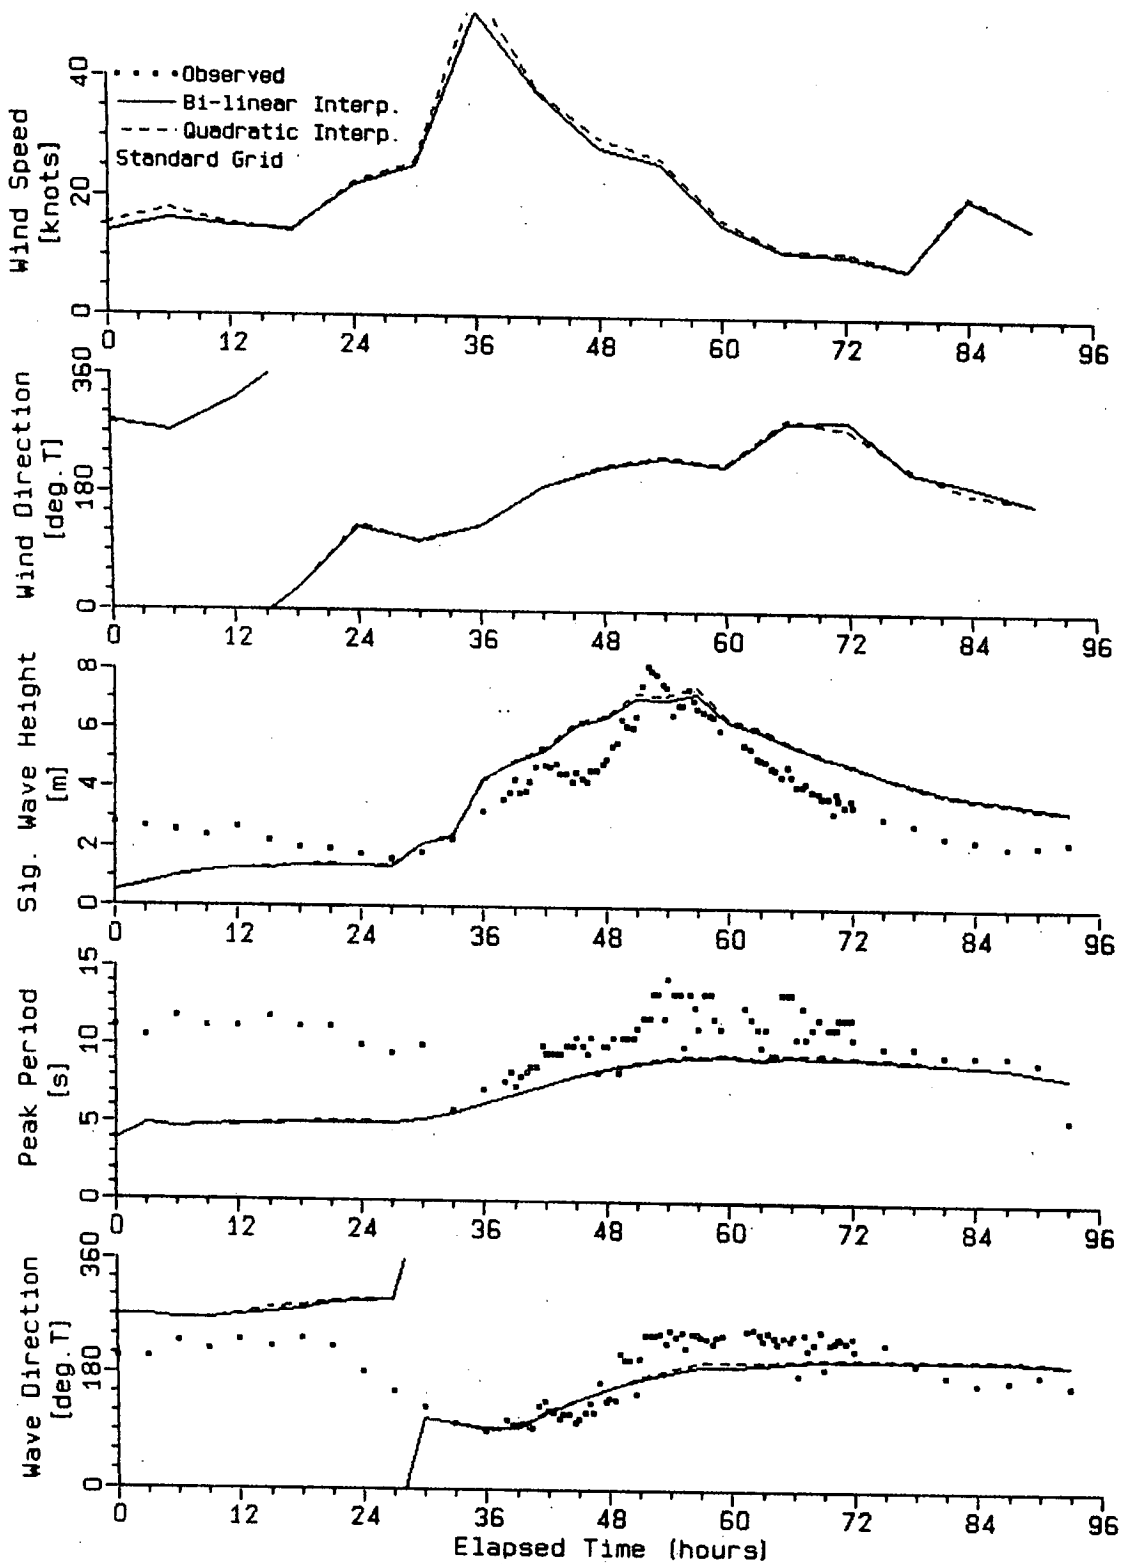 Observed
Bi-linear Interp.
Quadratic Interp.
Standard Grid
Wind Speed
[knots]
40
20
0
0 12 24 36 48 60 72 84 96
Wind Direction
[deg.T]
360
180
0
0 12 24 36 48 60 72 84 96
Sig. Wave Height
[m]
8
6
4
2
0
0 12 24 36 48 60 72 84 96
Peak Period
[s]
15
10
5
0
0 12 24 36 48 60 72 84 96
Wave Direction
[deg.T]
360
180
0
0 12 24 36 48 60 72 84 96
Elapsed Time (hours)